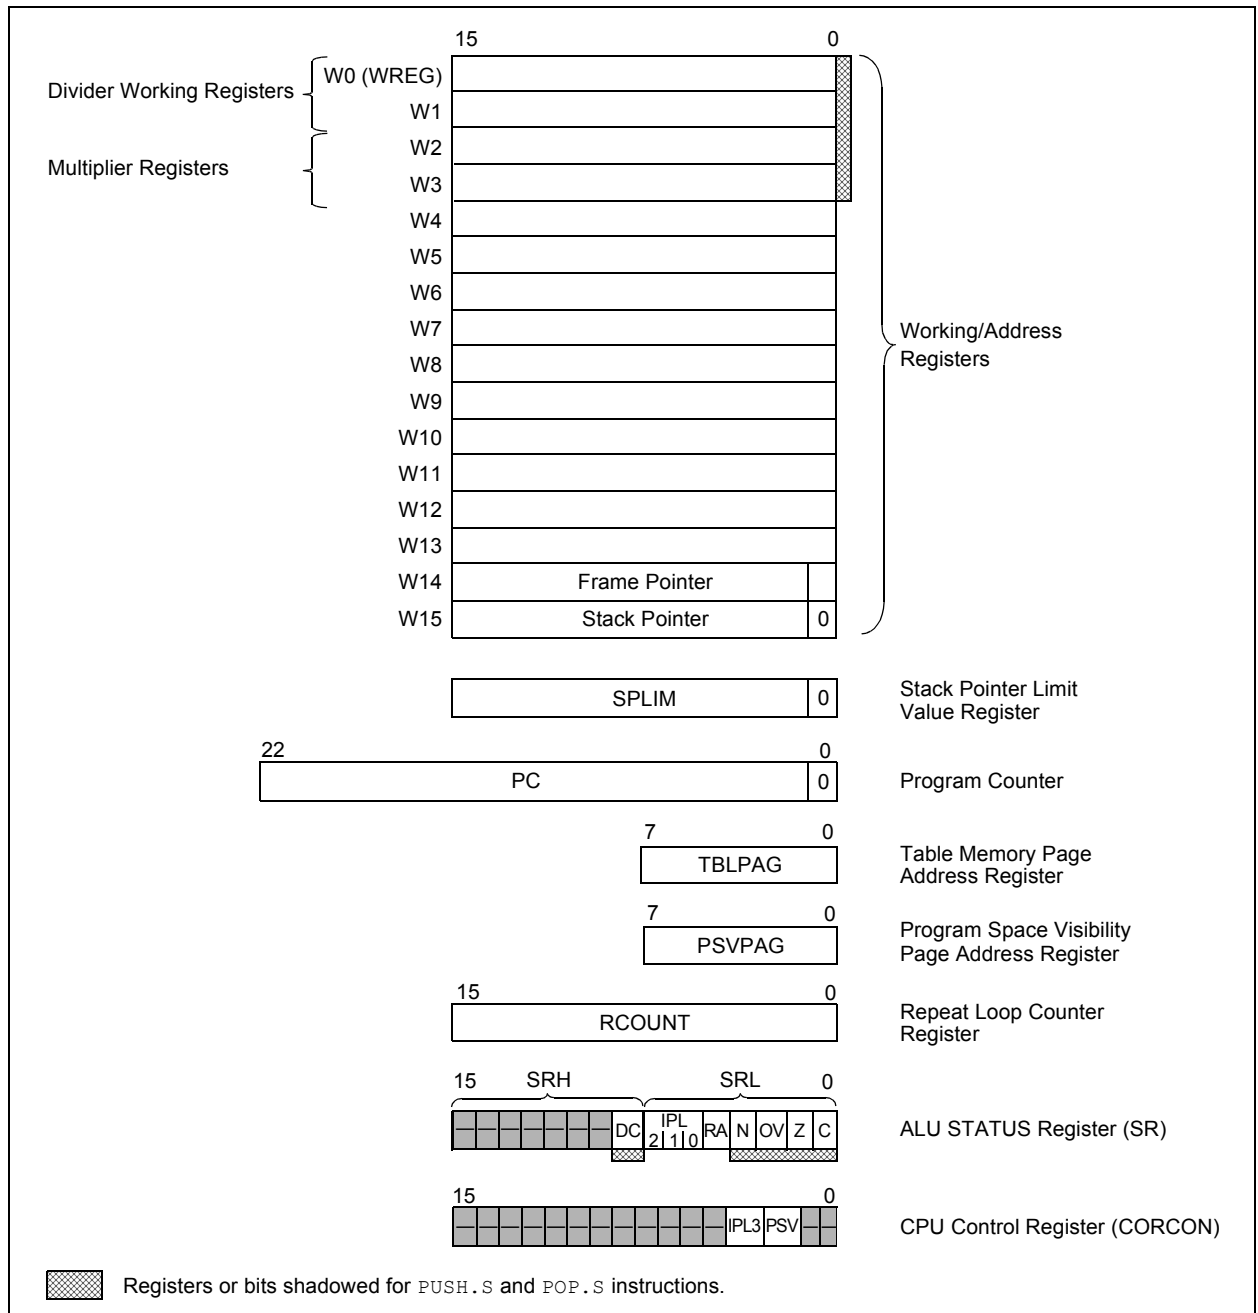 15 0
W0 (WREG)
Divider Working Registers
W1
W2
Multiplier Registers
W3
W4
W5
W6
W7
Working/Address
Registers
W8
W9
W10
W11
W12
W13
W14 Frame Pointer
W15 Stack Pointer 0
SPLIM 0
Stack Pointer Limit
Value Register
22 0
PC 0 Program Counter
7 0
TBLPAG
Table Memory Page
Address Register
7 0
PSVPAG
Program Space Visibility
Page Address Register
15 0
RCOUNT
Repeat Loop Counter
Register
15 SRH SRL 0
— — — — — — — DC IPL 2 1 0 RA N OV Z C ALU STATUS Register (SR)
15 0
— — — — — — — — — — — — IPL3 PSV — — CPU Control Register (CORCON)
Registers or bits shadowed for PUSH.S and POP.S instructions.